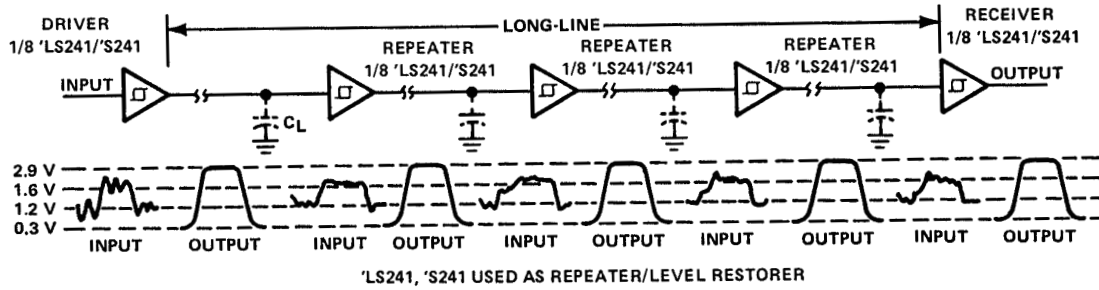 DRIVER
1/8 'LS241/'S241
LONG-LINE
RECEIVER
1/8 'LS241/'S241
REPEATER
1/8 'LS241/'S241
REPEATER
1/8 'LS241/'S241
REPEATER
1/8 'LS241/'S241
INPUT
OUTPUT
CL
2.9 V
1.6 V
1.2 V
0.3 V
INPUT OUTPUT INPUT OUTPUT INPUT OUTPUT INPUT OUTPUT INPUT OUTPUT
'LS241, 'S241 USED AS REPEATER/LEVEL RESTORER